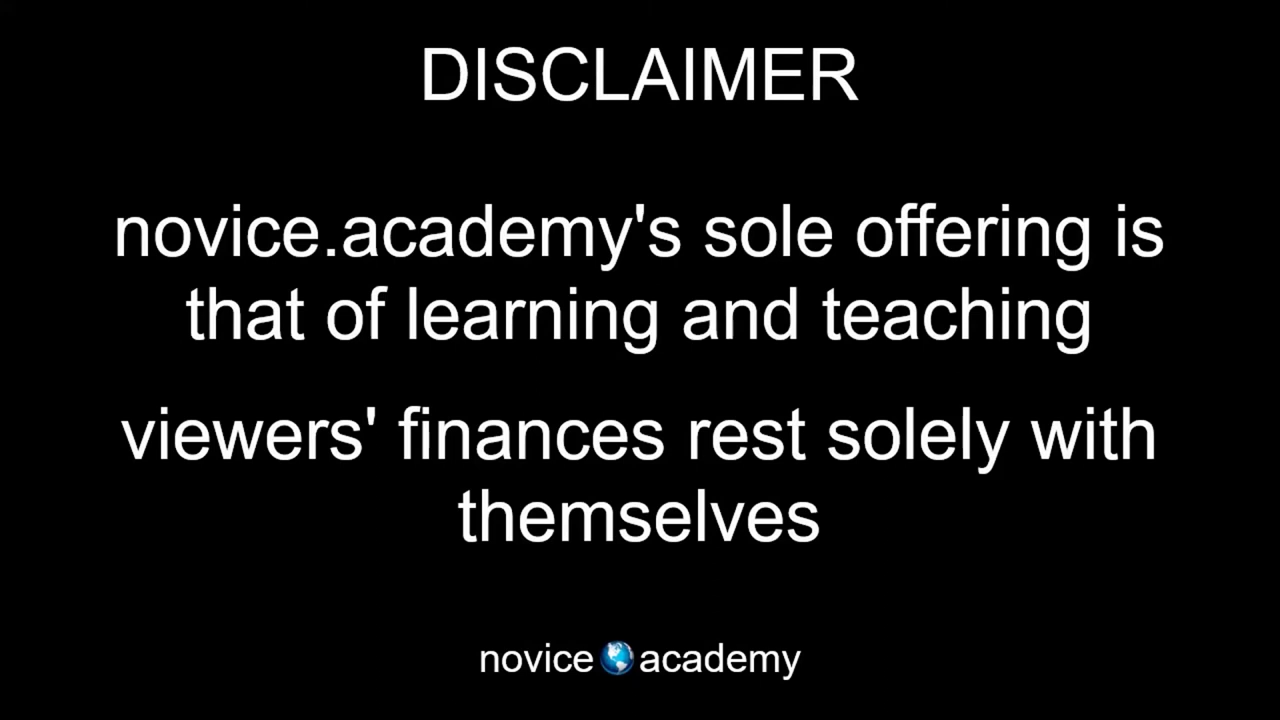 DISCLAIMER
novice.academy's sole offering is
that of learning and teaching
viewers' finances rest solely with
themselves
novice academy